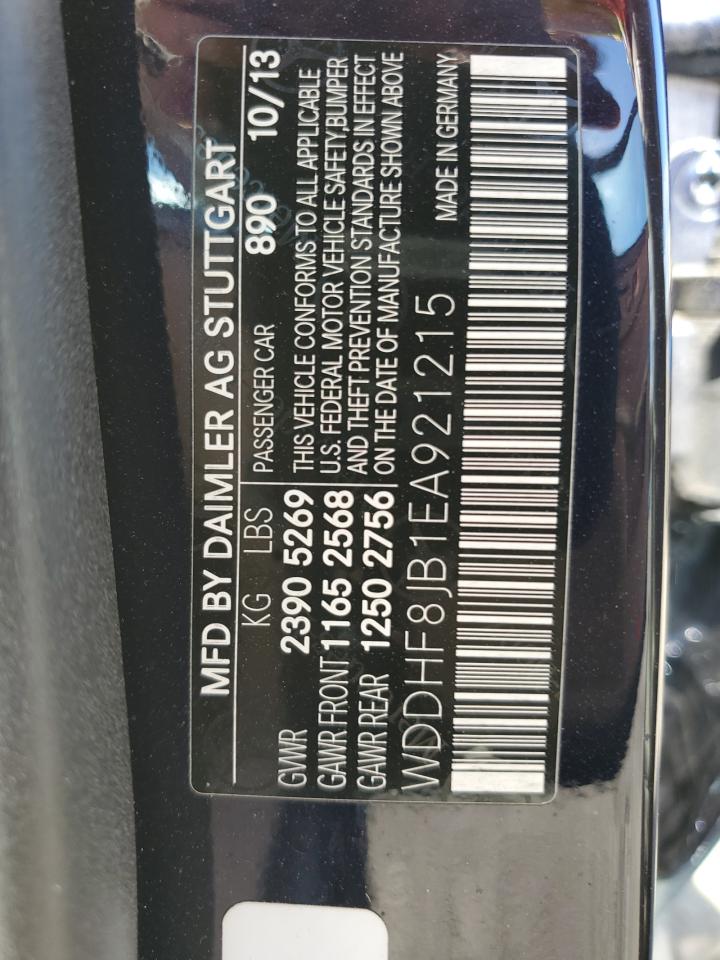 MFD BY DAIMLER AG STUTTGART
KG LBS PASSENGER CAR 890 10/13
GVWR 2390 5269
GAWR FRONT 1165 2568
GAWR REAR 1250 2756
THIS VEHICLE CONFORMS TO ALL APPLICABLE
U.S. FEDERAL MOTOR VEHICLE SAFETY,BUMPER
AND THEFT PREVENTION STANDARDS IN EFFECT
ON THE DATE OF MANUFACTURE SHOWN ABOVE
WDDHF8JB1EA921215 MADE IN GERMANY